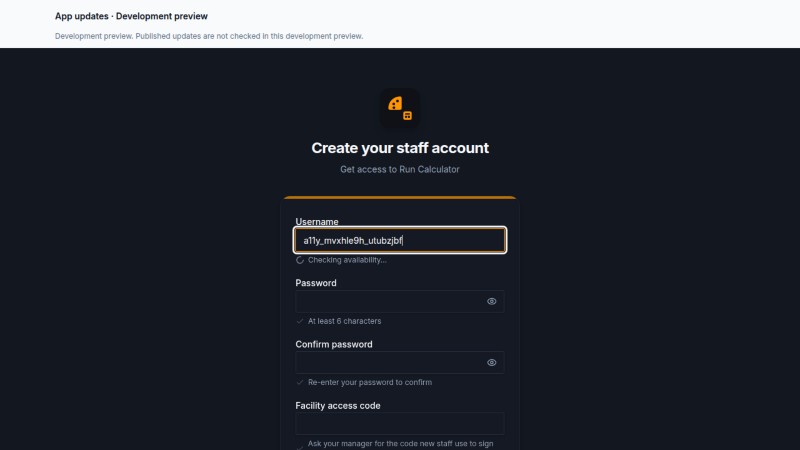 App updates · Development preview
Development preview. Published updates are not checked in this development preview.
Create your staff account
Get access to Run Calculator
Username
a11y_mvxhle9h_utubzjbf
Checking availability...
Password
At least 6 characters
Confirm password
Re-enter your password to confirm
Facility access code
Ask your manager for the code new staff use to sign